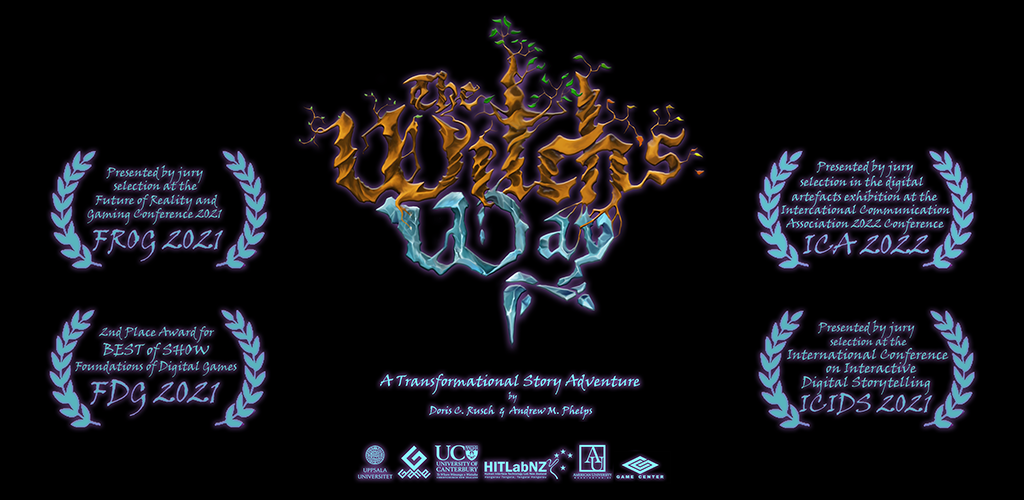 The
Witch's
Way
Presented by jury
selection at the
Future of Reality and
Gaming Conference 2021
FROG 2021
2nd Place Award for
BEST of SHOW
Foundations of Digital Games
FDG 2021
Presented by jury
selection in the digital
artefacts exhibition at the
Intercational Communication
Association 2022 Conference
ICA 2022
Presented by jury
selection at the
International Conference
on Interactive
Digital Storytelling
ICIDS 2021
A Transformational Story Adventure
by
Doris C. Rusch & Andrew M. Phelps
UPPSALA
UNIVERSITET
GAME
UC
UNIVERSITY OF
CANTERBURY
HITLabNZ
AU
AMERICAN UNIVERSITY
GAME CENTER